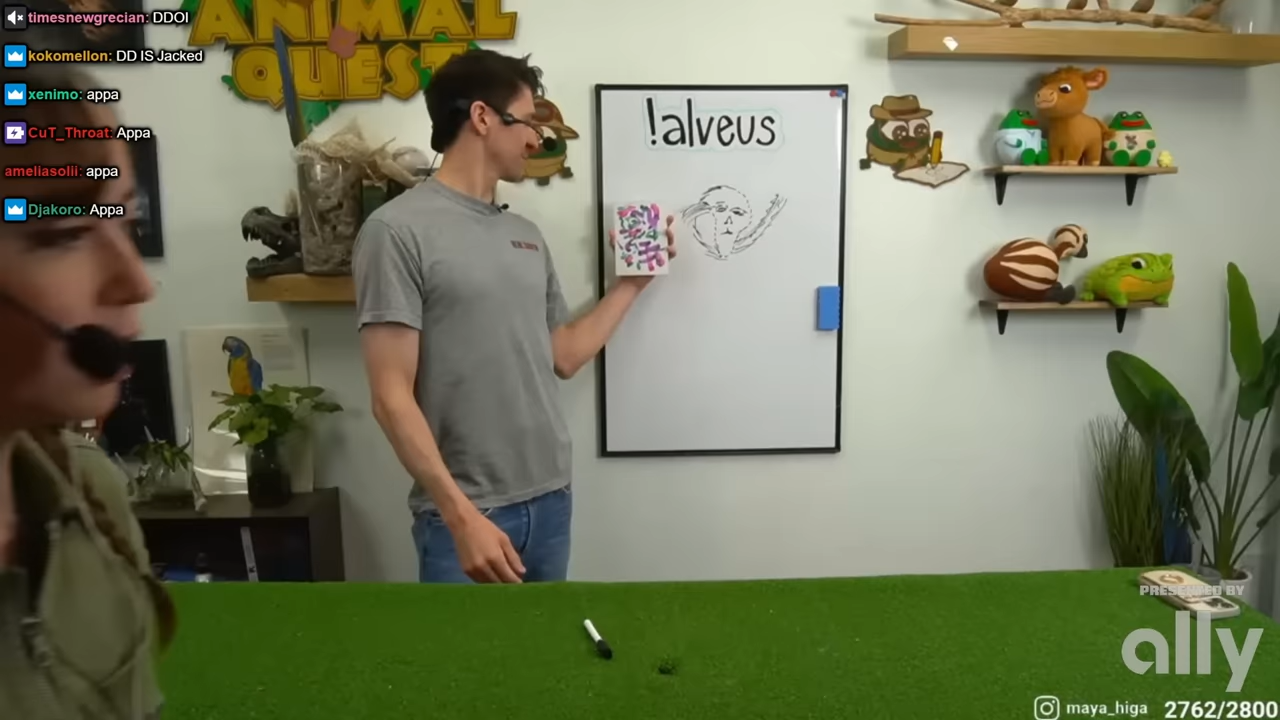 timesnewgrecian: DDOI
kokomellon: DD IS Jacked
xenimo: appa
CuT_Throat: Appa
ameliasolii: appa
Djakoro: Appa
ANIMAL
QUEST
!alveus
PRESENTED BY
ally
maya_higa 2762/2800